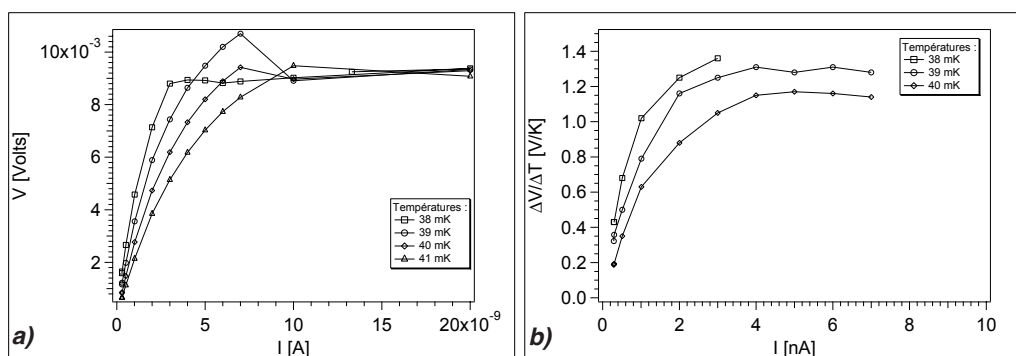 10x10⁻³
8
6
4
2
V [Volts]
0
5
10
15
20x10⁻⁹
I [A]
Températures :
38 mK
39 mK
40 mK
41 mK
a)
1.4
1.2
1.0
0.8
0.6
0.4
0.2
0.0
ΔV/ΔT [V/K]
0
2
4
6
8
10
I [nA]
Températures :
38 mK
39 mK
40 mK
b)